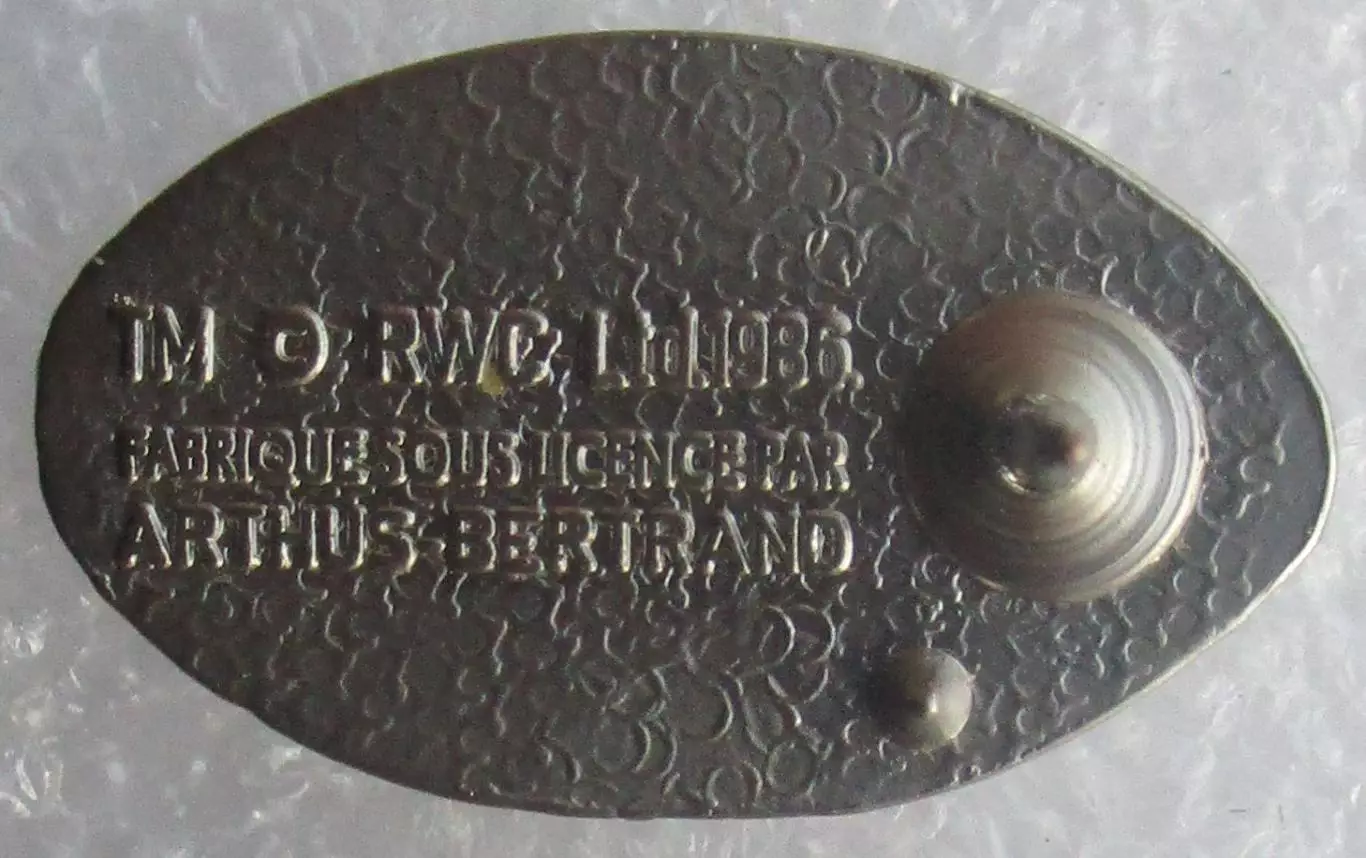 TM © RWC Ltd.1986.
FABRIQUE SOUS LICENCE PAR
ARTHUS-BERTRAND